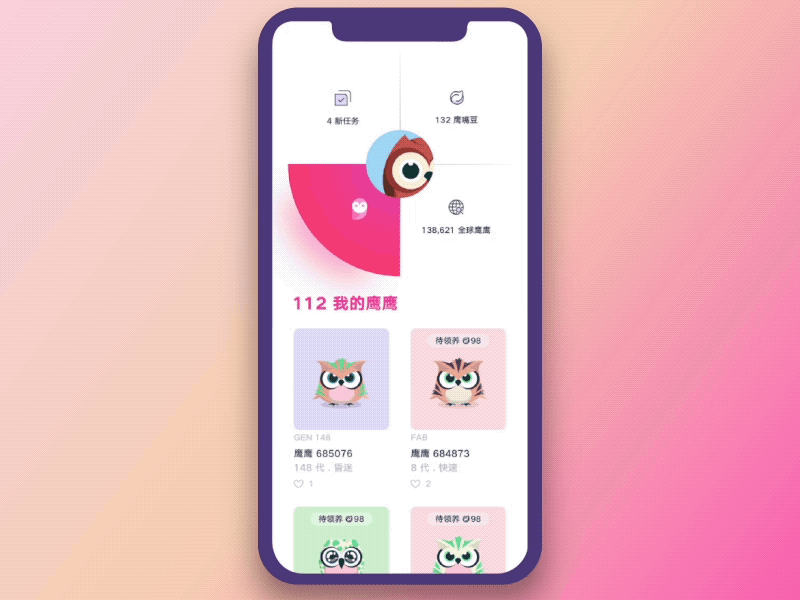 4 新任务
132 鹰嘴豆
138,621 全球鹰鹰
112 我的鹰鹰
GEN 148
鹰鹰 685076
148 代 . 昏迷
1
待领养 98
FAB
鹰鹰 684873
8 代 . 快速
2
待领养 98
待领养 98